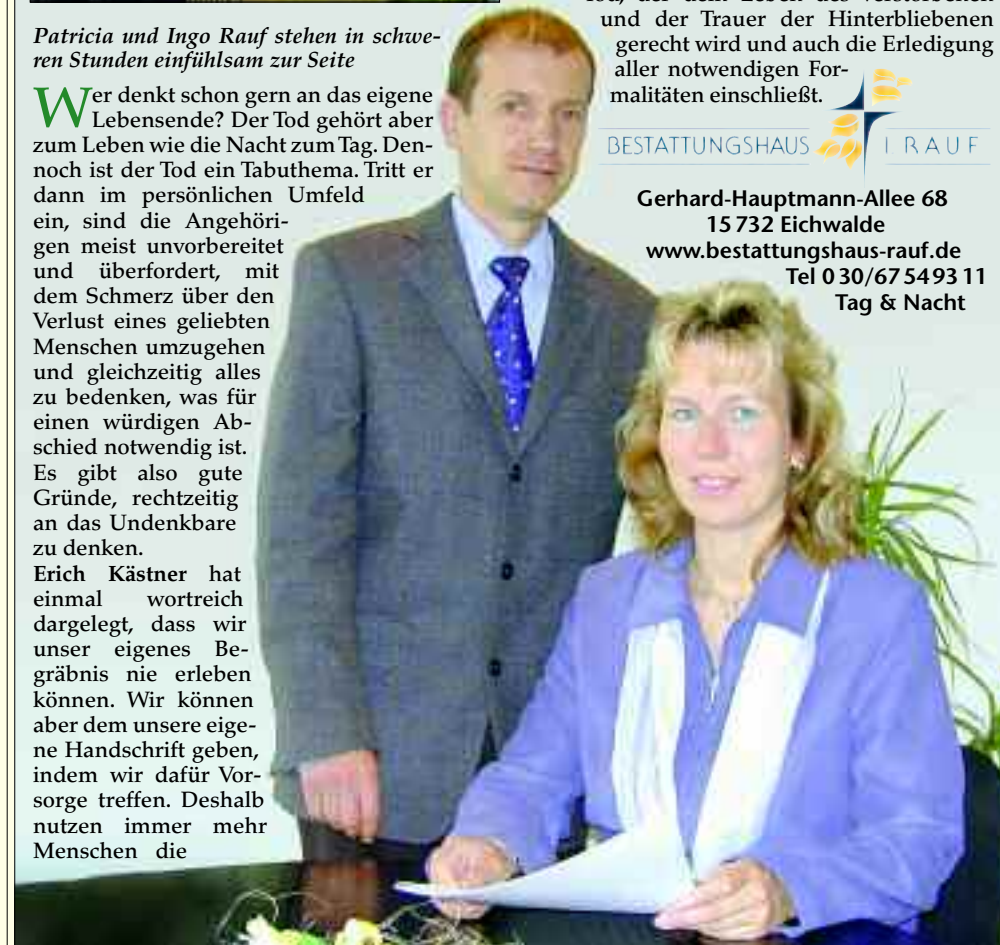 Patricia und Ingo Rauf stehen in schwe-
ren Stunden einfühlsam zur Seite
Wer denkt schon gern an das eigene
Lebensende? Der Tod gehört aber
zum Leben wie die Nacht zum Tag. Den-
noch ist der Tod ein Tabuthema. Tritt er
dann im persönlichen Umfeld
ein, sind die Angehöri-
gen meist unvorbereitet
und überfordert, mit
dem Schmerz über den
Verlust eines geliebten
Menschen umzugehen
und gleichzeitig alles
zu bedenken, was für
einen würdigen Ab-
schied notwendig ist.
Es gibt also gute
Gründe, rechtzeitig
an das Undenkbare
zu denken.
Erich Kästner hat
einmal wortreich
dargelegt, dass wir
unser eigenes Be-
gräbnis nie erleben
können. Wir können
aber dem unsere eige-
ne Handschrift geben,
indem wir dafür Vor-
sorge treffen. Deshalb
nutzen immer mehr
Menschen die
und der Trauer der Hinterbliebenen
gerecht wird und auch die Erledigung
aller notwendigen For-
malitäten einschließt.
BESTATTUNGSHAUS I RAUF
Gerhard-Hauptmann-Allee 68
15 732 Eichwalde
www.bestattungshaus-rauf.de
Tel 0 30/67 54 93 11
Tag & Nacht